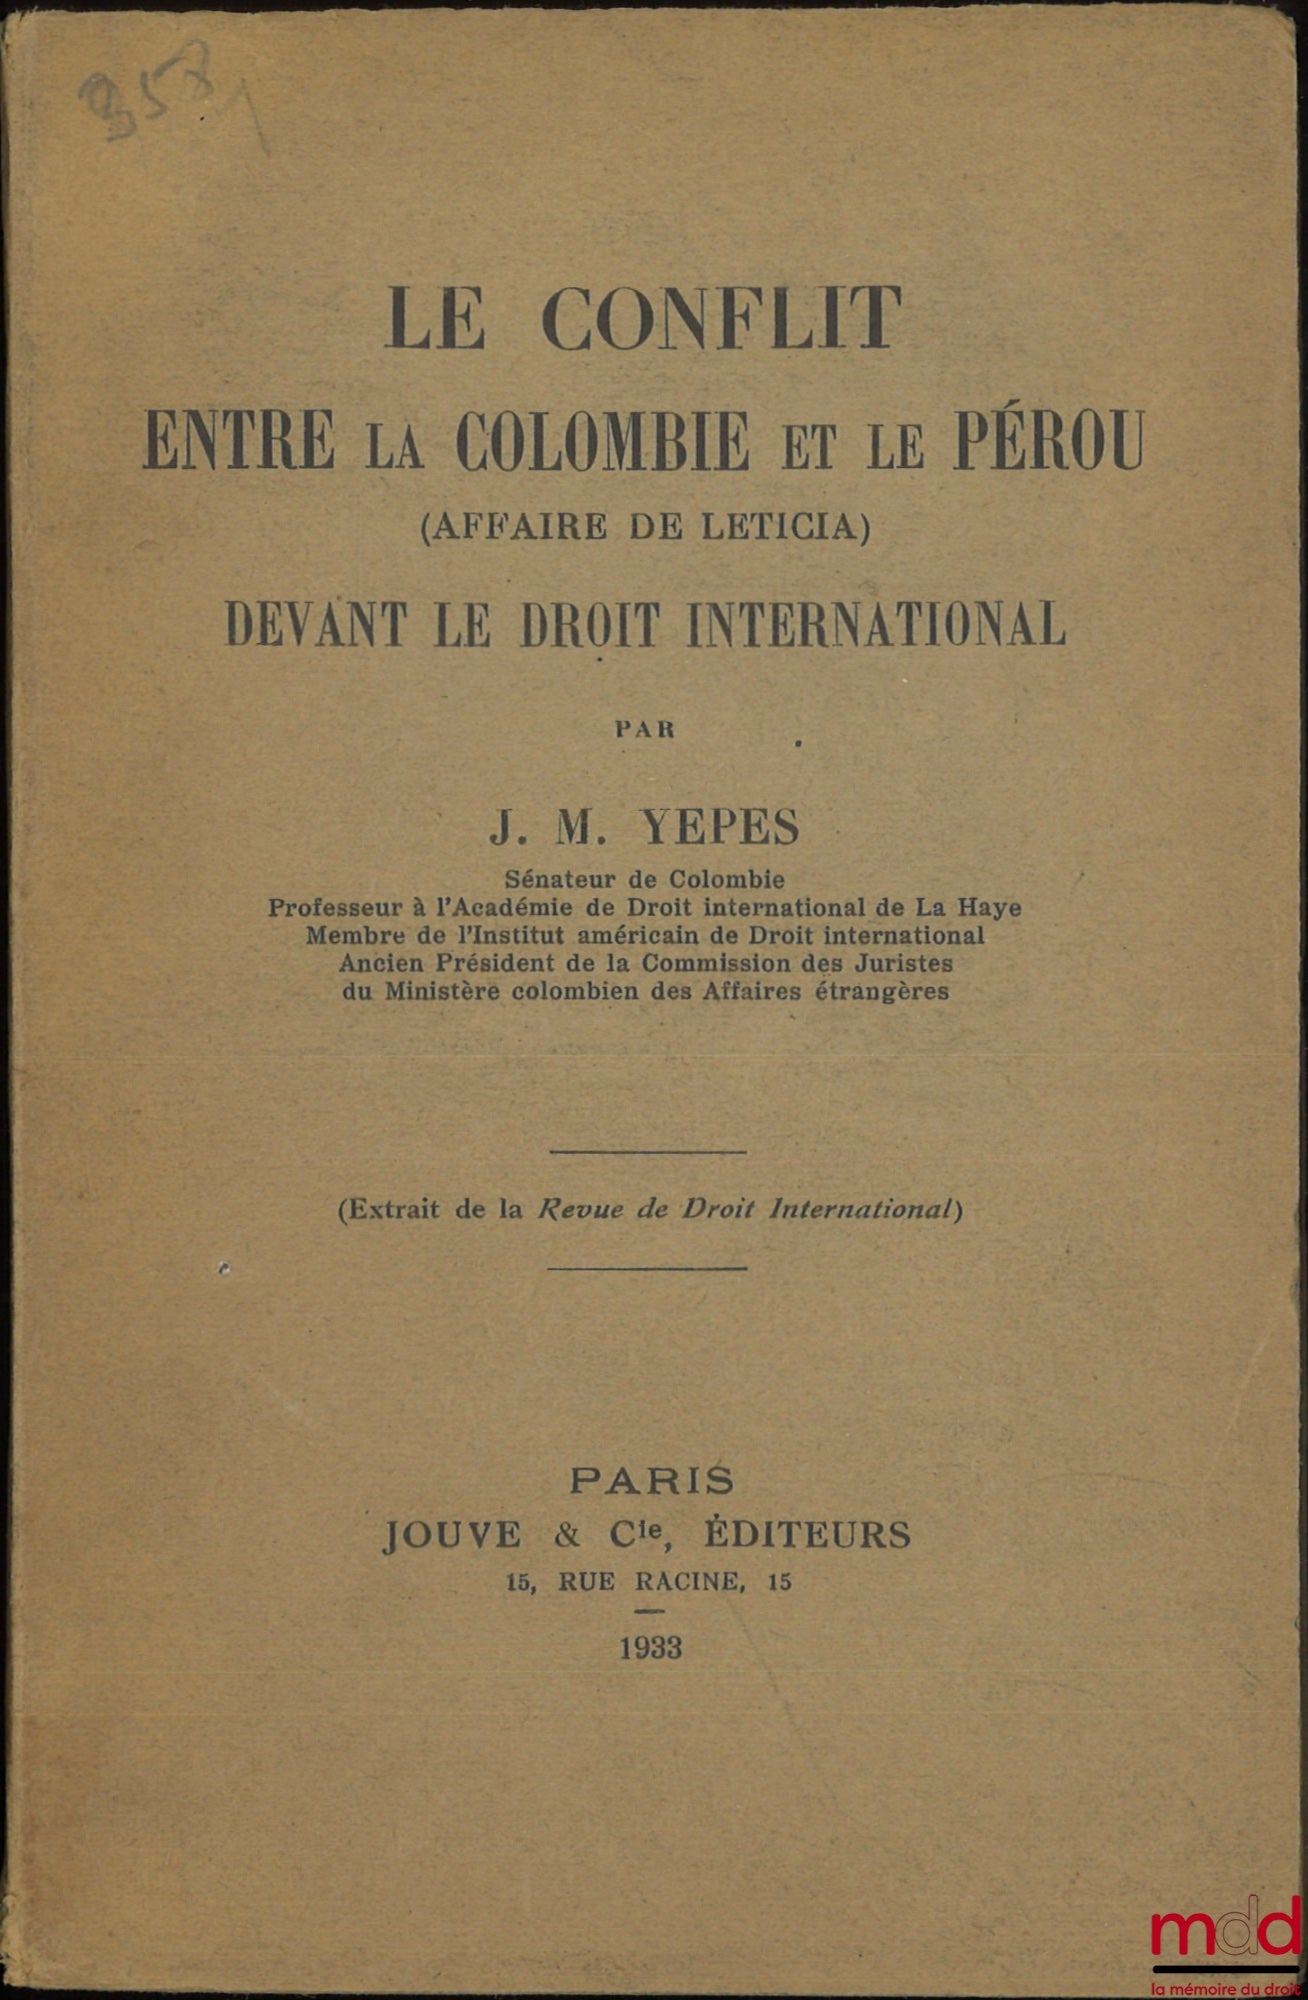 358
LE CONFLIT
ENTRE LA COLOMBIE ET LE PÉROU
(AFFAIRE DE LETICIA)
DEVANT LE DROIT INTERNATIONAL
PAR
J. M. YEPES
Sénateur de Colombie
Professeur à l'Académie de Droit international de La Haye
Membre de l'Institut américain de Droit international
Ancien Président de la Commission des Juristes
du Ministère colombien des Affaires étrangères
(Extrait de la Revue de Droit International)
PARIS
JOUVE & Cie, ÉDITEURS
15, RUE RACINE, 15
1933
mdd
la mémoire du droit